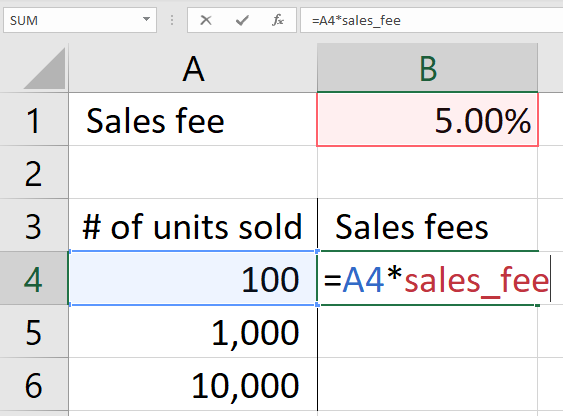 SUM fx =A4*sales_fee
A B
1 Sales fee 5.00%
2
3 # of units sold Sales fees
4 100 =A4*sales_fee
5 1,000
6 10,000